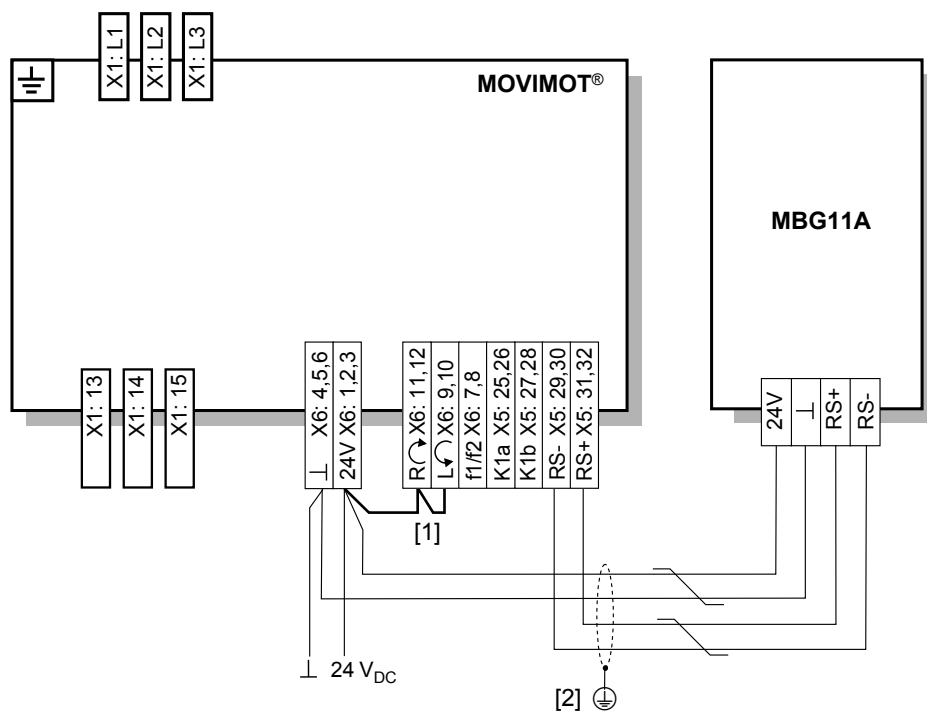 X1: L1
X1: L2
X1: L3
MOVIMOT®
MBG11A
X1: 13
X1: 14
X1: 15
⊥ X6: 4,5,6
24V X6: 1,2,3
R X6: 11,12
L X6: 9,10
f1/f2 X6: 7,8
K1a X5: 25,26
K1b X5: 27,28
RS- X5: 29,30
RS+ X5: 31,32
24V
⊥
RS+
RS-
[1]
⊥ 24 VDC
[2]